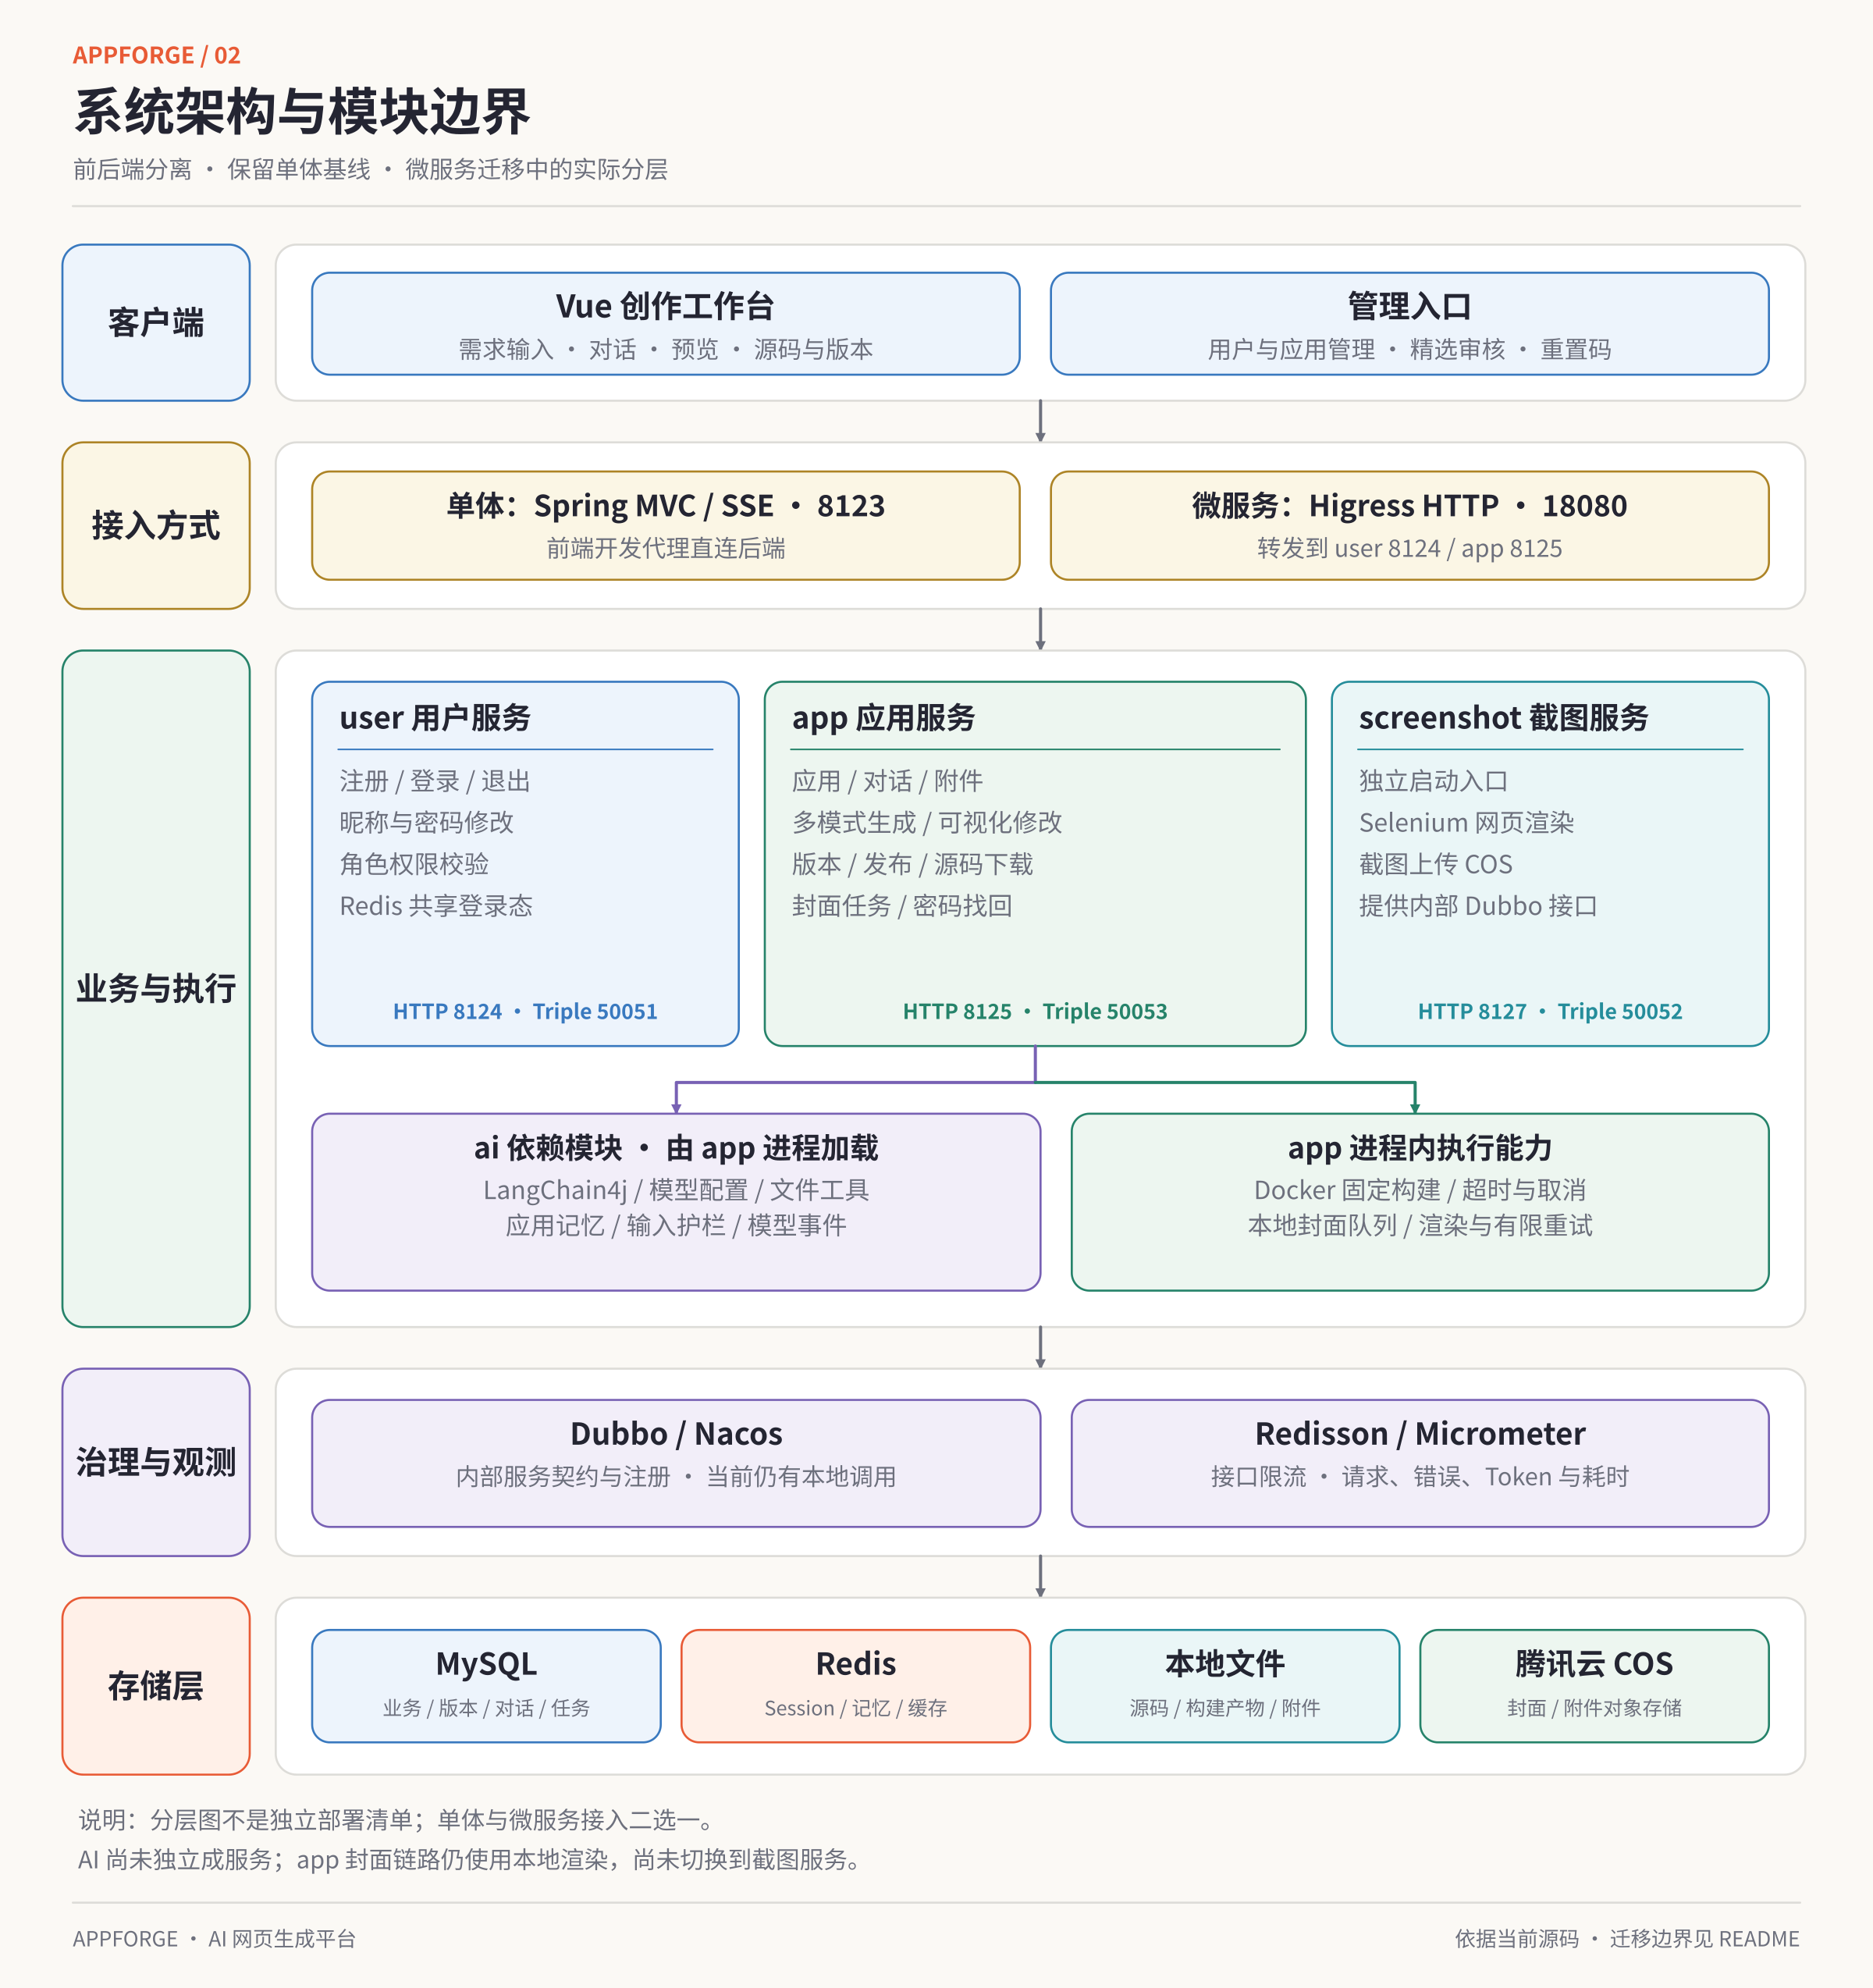 APPFORGE / 02
系统架构与模块边界
前后端分离 • 保留单体基线 • 微服务迁移中的实际分层
客户端
Vue 创作工作台
需求输入 • 对话 • 预览 • 源码与版本
管理入口
用户与应用管理 • 精选审核 • 重置码
接入方式
单体：Spring MVC / SSE • 8123
前端开发代理直连后端
微服务：Higress HTTP • 18080
转发到 user 8124 / app 8125
业务与执行
user 用户服务
注册 / 登录 / 退出
昵称与密码修改
角色权限校验
Redis 共享登录态
HTTP 8124 • Triple 50051
app 应用服务
应用 / 对话 / 附件
多模式生成 / 可视化修改
版本 / 发布 / 源码下载
封面任务 / 密码找回
HTTP 8125 • Triple 50053
screenshot 截图服务
独立启动入口
Selenium 网页渲染
截图上传 COS
提供内部 Dubbo 接口
HTTP 8127 • Triple 50052
ai 依赖模块 • 由 app 进程加载
LangChain4j / 模型配置 / 文件工具
应用记忆 / 输入护栏 / 模型事件
app 进程内执行能力
Docker 固定构建 / 超时与取消
本地封面队列 / 渲染与有限重试
治理与观测
Dubbo / Nacos
内部服务契约与注册 • 当前仍有本地调用
Redisson / Micrometer
接口限流 • 请求、错误、Token 与耗时
存储层
MySQL
业务 / 版本 / 对话 / 任务
Redis
Session / 记忆 / 缓存
本地文件
源码 / 构建产物 / 附件
腾讯云 COS
封面 / 附件对象存储
说明：分层图不是独立部署清单；单体与微服务接入二选一。
AI 尚未独立成服务；app 封面链路仍使用本地渲染，尚未切换到截图服务。
APPFORGE • AI 网页生成平台
依据当前源码 • 迁移边界见 README